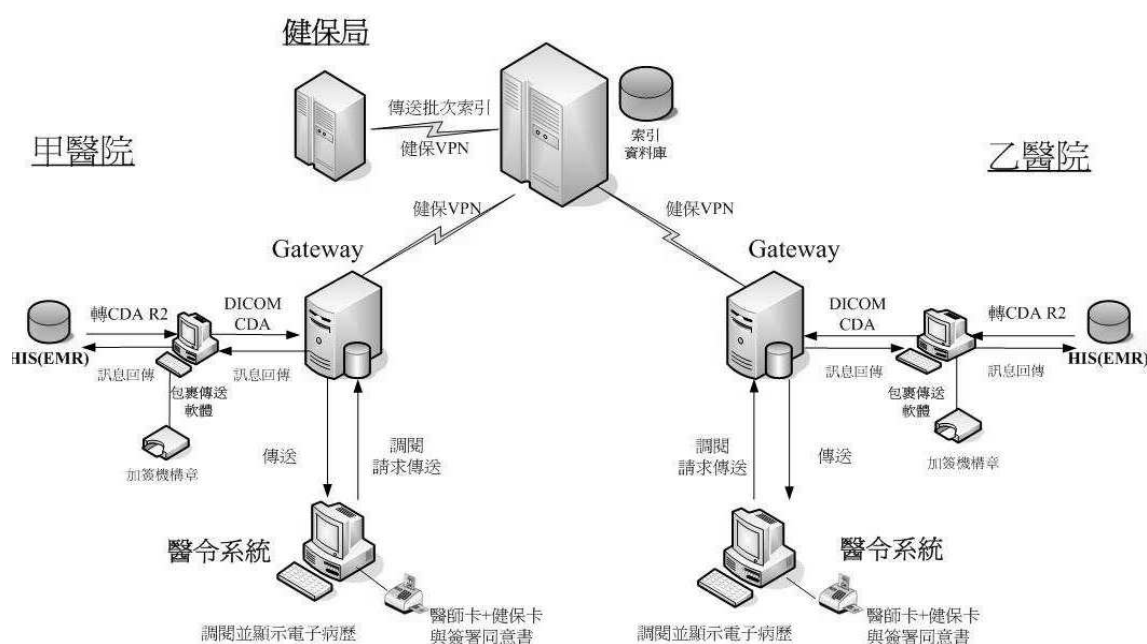 健保局
傳送批次索引
健保VPN
索引
資料庫
甲醫院
乙醫院
健保VPN
健保VPN
Gateway
Gateway
轉CDA R2
DICOM
CDA
HIS(EMR)
訊息回傳
訊息回傳
包裹傳送
軟體
加簽機構章
DICOM
CDA
轉CDA R2
訊息回傳
訊息回傳
HIS(EMR)
包裹傳送
軟體
加簽機構章
傳送
調閱
請求傳送
調閱
請求傳送
傳送
醫令系統
醫師卡+健保卡
與簽署同意書
調閱並顯示電子病歷
醫令系統
醫師卡+健保卡
與簽署同意書
調閱並顯示電子病歷